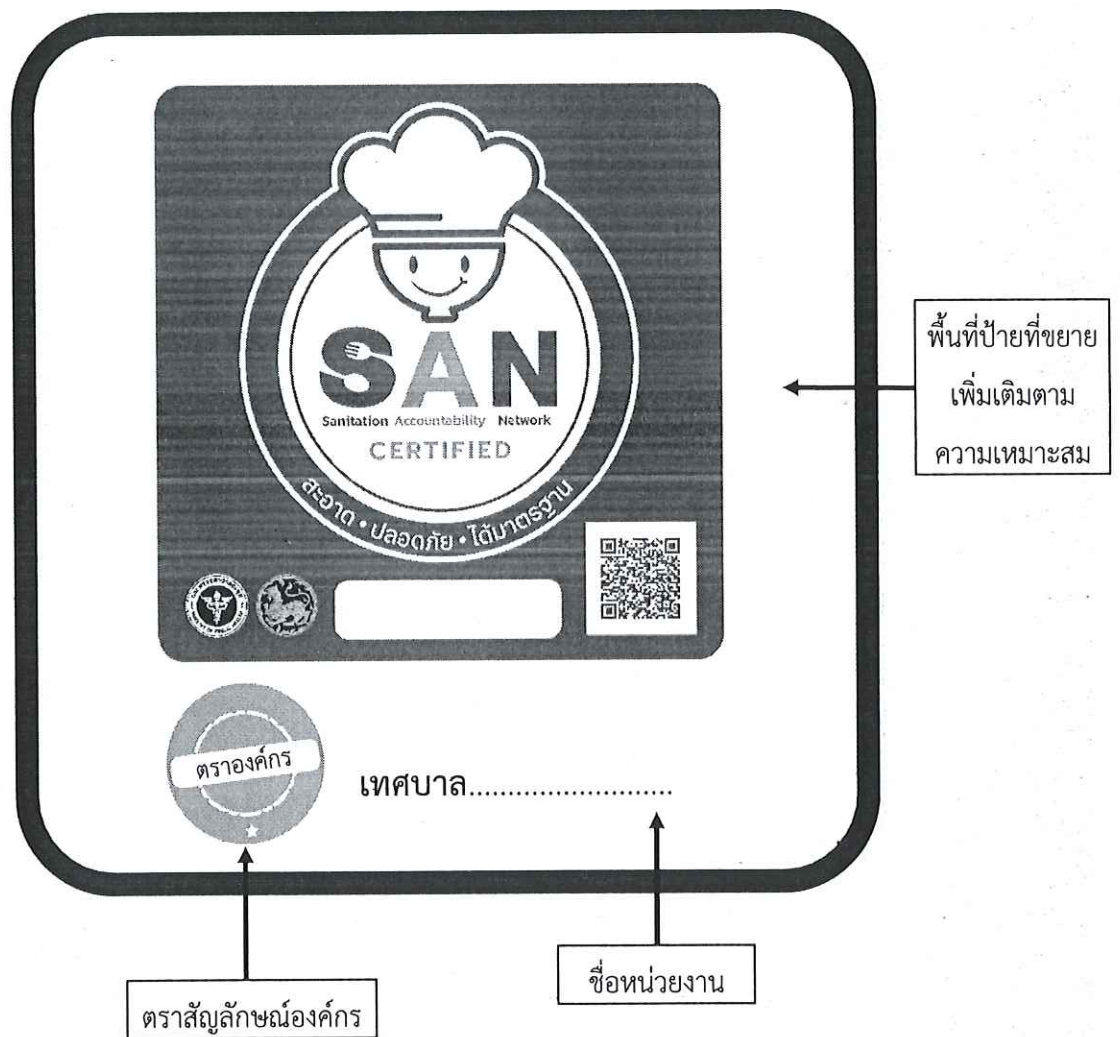 SAN
Sanitation Accountability Network
CERTIFIED
สะอาด • ปลอดภัย • ได้มาตรฐาน
พื้นที่ป้ายที่ขยาย
เพิ่มเติมตาม
ความเหมาะสม
ตราองค์กร
เทศบาล..........................
ชื่อหน่วยงาน
ตราสัญลักษณ์องค์กร